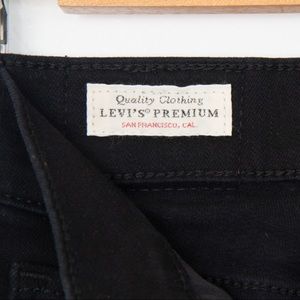 Quality Clothing
LEVI'S® PREMIUM
SAN FRANCISCO, CAL.